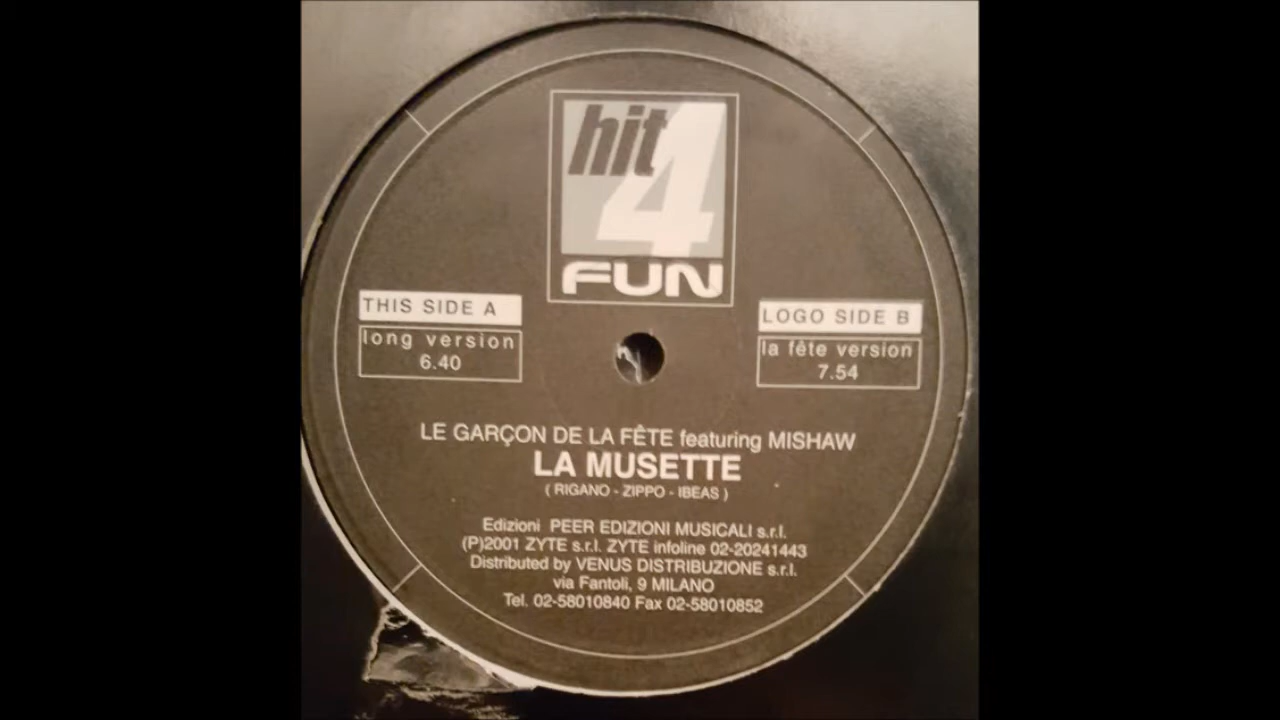 hit
4
FUN
THIS SIDE A
long version
6.40
LOGO SIDE B
la fête version
7.54
LE GARÇON DE LA FÊTE featuring MISHAW
LA MUSETTE
( RIGANO - ZIPPO - IBEAS )
Edizioni PEER EDIZIONI MUSICALI s.r.l.
(P)2001 ZYTE s.r.l. ZYTE infoline 02-20241443
Distributed by VENUS DISTRIBUZIONE s.r.l.
via Fantoli, 9 MILANO
Tel. 02-58010840 Fax 02-58010852